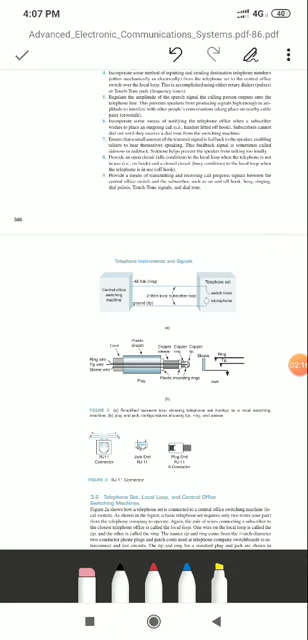 4:07 PM
4G
40
Advanced_Electronic_Communications_Systems.pdf-86.pdf
4. Incorporate some method of inputting and sending destination telephone numbers
(either mechanically or electronically) from the telephone set to the central office
switch over the local loop. This is accomplished using either rotary dialers (pulses)
or Touch-Tone pads (frequency tones).
5. Regulate the amplitude of the speech signal the calling person outputs onto the
telephone line. This prevents speakers from producing signals high enough in am-
plitude to interfere with other people's conversations taking place on nearby cable
pairs (crosstalk).
6. Incorporate some means of notifying the telephone office when a subscriber
wishes to place an outgoing call (i.e., handset lifted off hook). Subscribers cannot
dial out until they receive dial tone from the switching machine.
7. Ensure that a small amount of the transmit signal is fed back to the speaker, enabling
talkers to hear themselves speaking. This feedback signal is sometimes called
sidetone or talkback. Sidetone helps prevent the speaker from talking too loudly.
8. Provide an open circuit (idle condition) to the local loop when the telephone is not
in use (i.e., on hook) and a closed circuit (busy condition) to the local loop when
the telephone is in use (off hook).
9. Provide a means of transmitting and receiving call progress signals between the
central office switch and the subscriber, such as on and off hook, busy, ringing,
dial pulses, Touch-Tone signals, and dial tone.
386
Telephone Instruments and Signals
Central office
switching
machine
-48 Vdc (ring)
2-Wire local subscriber loop
ground (tip)
Telephone set
switch hook
microphone
(a)
Cord
Plastic
sheath
Copper
sleeve
Copper
ring
Copper
tip
Ring wire
Tip wire
Sleeve wire
Plug
Plastic insulating rings
Sleeve
Ring
Tip
Jack
(b)
FIGURE 2 (a) Simplified two-wire loop showing telephone set hookup to a local switching
machine; (b) plug and jack configurations showing tip, ring, and sleeve
RJ-11
Connector
Jack End
RJ-11
Plug End
RJ-11
6-Conductor
FIGURE 3 RJ-11 Connector
3-2 Telephone Set, Local Loop, and Central Office
Switching Machines
Figure 2a shows how a telephone set is connected to a central office switching machine (lo-
cal switch). As shown in the figure, a basic telephone set requires only two wires (one pair)
from the telephone company to operate. Again, the pair of wires connecting a subscriber to
the closest telephone office is called the local loop. One wire on the local loop is called the
tip, and the other is called the ring. The names tip and ring come from the ¼-inch-diameter
two-conductor phone plugs and patch cords used at telephone company switchboards to in-
terconnect and test circuits. The tip and ring for a standard plug and jack are shown in